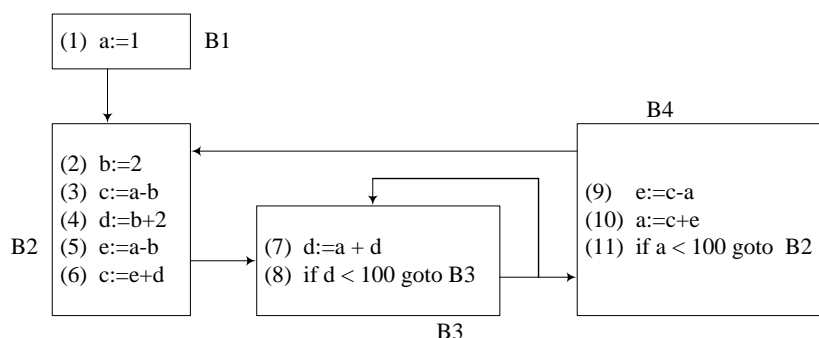 (1) a:=1
B1
B2
(2) b:=2
(3) c:=a-b
(4) d:=b+2
(5) e:=a-b
(6) c:=e+d
(7) d:=a + d
(8) if d < 100 goto B3
B3
B4
(9) e:=c-a
(10) a:=c+e
(11) if a < 100 goto B2